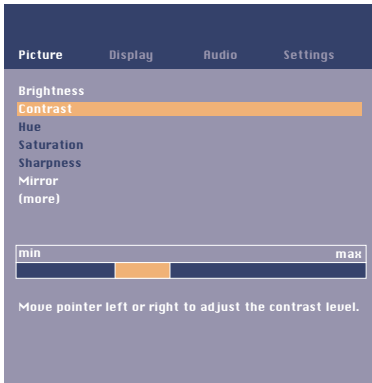 Picture Display Audio Settings
Brightness
Contrast
Hue
Saturation
Sharpness
Mirror
(more)
min max
Move pointer left or right to adjust the contrast level.